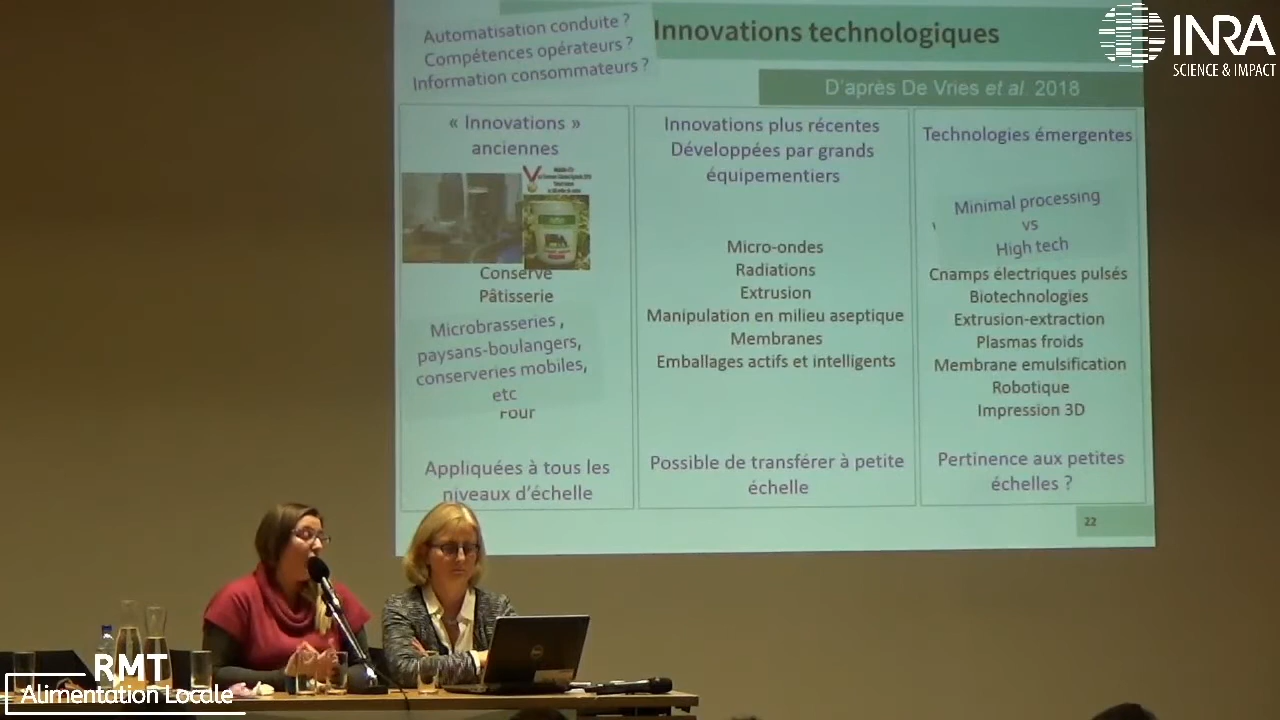 Automatisation conduite ?
Compétences opérateurs ?
Information consommateurs ?
Innovations technologiques
D'après De Vries et al. 2018
INRA
SCIENCE & IMPACT
« Innovations »
anciennes
Conserve
Pâtisserie
Microbrasseries ,
paysans-boulangers,
conserveries mobiles,
etc
Four
Appliquées à tous les
niveaux d'échelle
Innovations plus récentes
Développées par grands
équipementiers
Micro-ondes
Radiations
Extrusion
Manipulation en milieu aseptique
Membranes
Emballages actifs et intelligents
Possible de transférer à petite
échelle
Technologies émergentes
Minimal processing
vs
High tech
Champs électriques pulsés
Biotechnologies
Extrusion-extraction
Plasmas froids
Membrane emulsification
Robotique
Impression 3D
Pertinence aux petites
échelles ?
22
RMT
Alimentation Locale